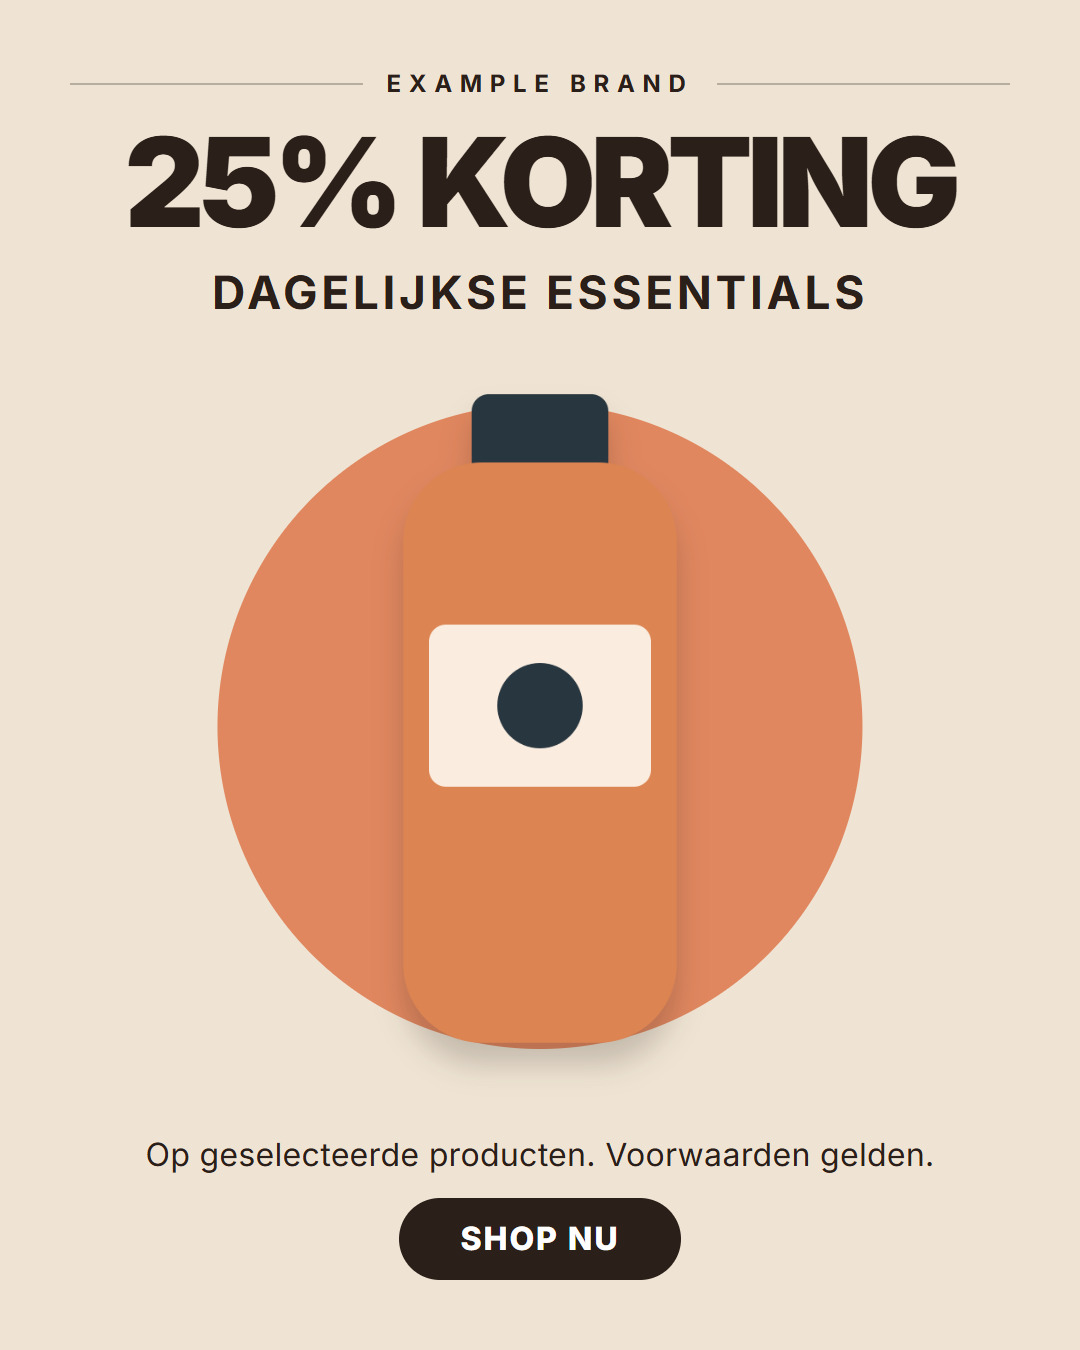 EXAMPLE BRAND
25% KORTING
DAGELIJKSE ESSENTIALS
Op geselecteerde producten. Voorwaarden gelden.
SHOP NU